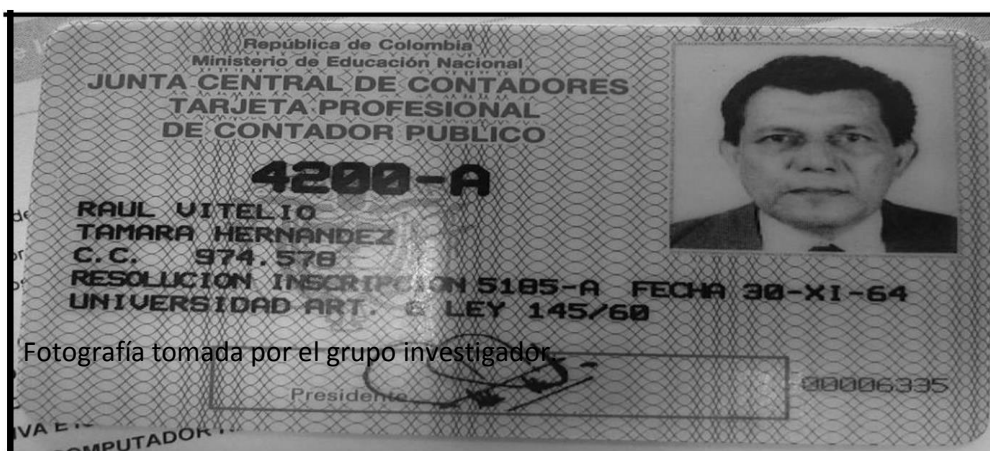 República de Colombia
Ministerio de Educación Nacional
JUNTA CENTRAL DE CONTADORES
TARJETA PROFESIONAL
DE CONTADOR PUBLICO
4200-A
RAUL VITELIO
TAMARA HERNANDEZ
C.C. 974.578
RESOLUCION INSCRIPCION 5185-A FECHA 30-XI-64
UNIVERSIDAD ART. 6 LEY 145/60
Fotografía tomada por el grupo investigador.
Presidente
00006335
COMPUTADOR